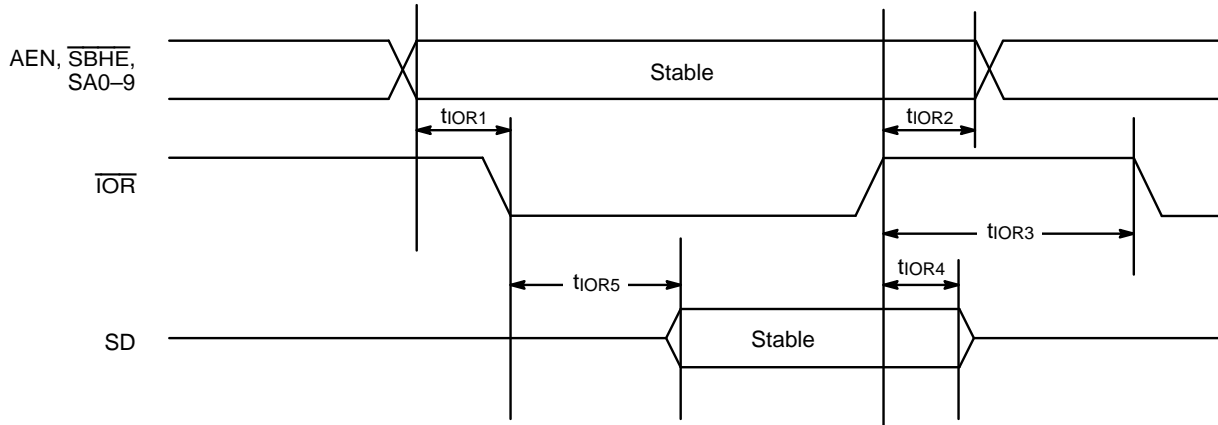 AEN, SBHE,
SA0–9
Stable
tIOR1
tIOR2
IOR
tIOR3
tIOR4
tIOR5
SD
Stable